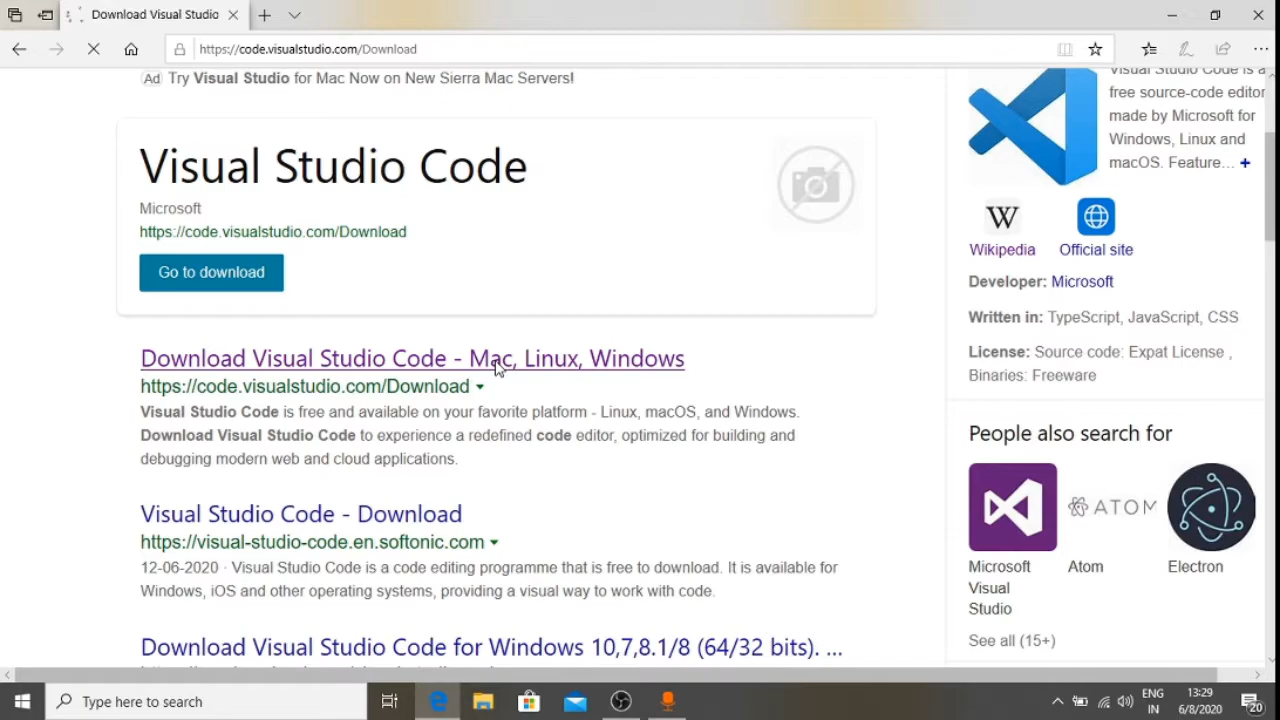 Download Visual Studio
https://code.visualstudio.com/Download
Ad Try Visual Studio for Mac Now on New Sierra Mac Servers!
Visual Studio Code
Microsoft
https://code.visualstudio.com/Download
Go to download
Download Visual Studio Code - Mac, Linux, Windows
https://code.visualstudio.com/Download
Visual Studio Code is free and available on your favorite platform - Linux, macOS, and Windows.
Download Visual Studio Code to experience a redefined code editor, optimized for building and
debugging modern web and cloud applications.
Visual Studio Code - Download
https://visual-studio-code.en.softonic.com
12-06-2020 · Visual Studio Code is a code editing programme that is free to download. It is available for
Windows, iOS and other operating systems, providing a visual way to work with code.
Download Visual Studio Code for Windows 10,7,8.1/8 (64/32 bits). ...
Visual Studio Code is a
free source-code editor
made by Microsoft for
Windows, Linux and
macOS. Feature… +
W
Wikipedia
Official site
Developer: Microsoft
Written in: TypeScript, JavaScript, CSS
License: Source code: Expat License ,
Binaries: Freeware
People also search for
ATOM
Microsoft
Visual
Studio
Atom
Electron
See all (15+)
Type here to search
ENG
IN
13:29
6/8/2020
20